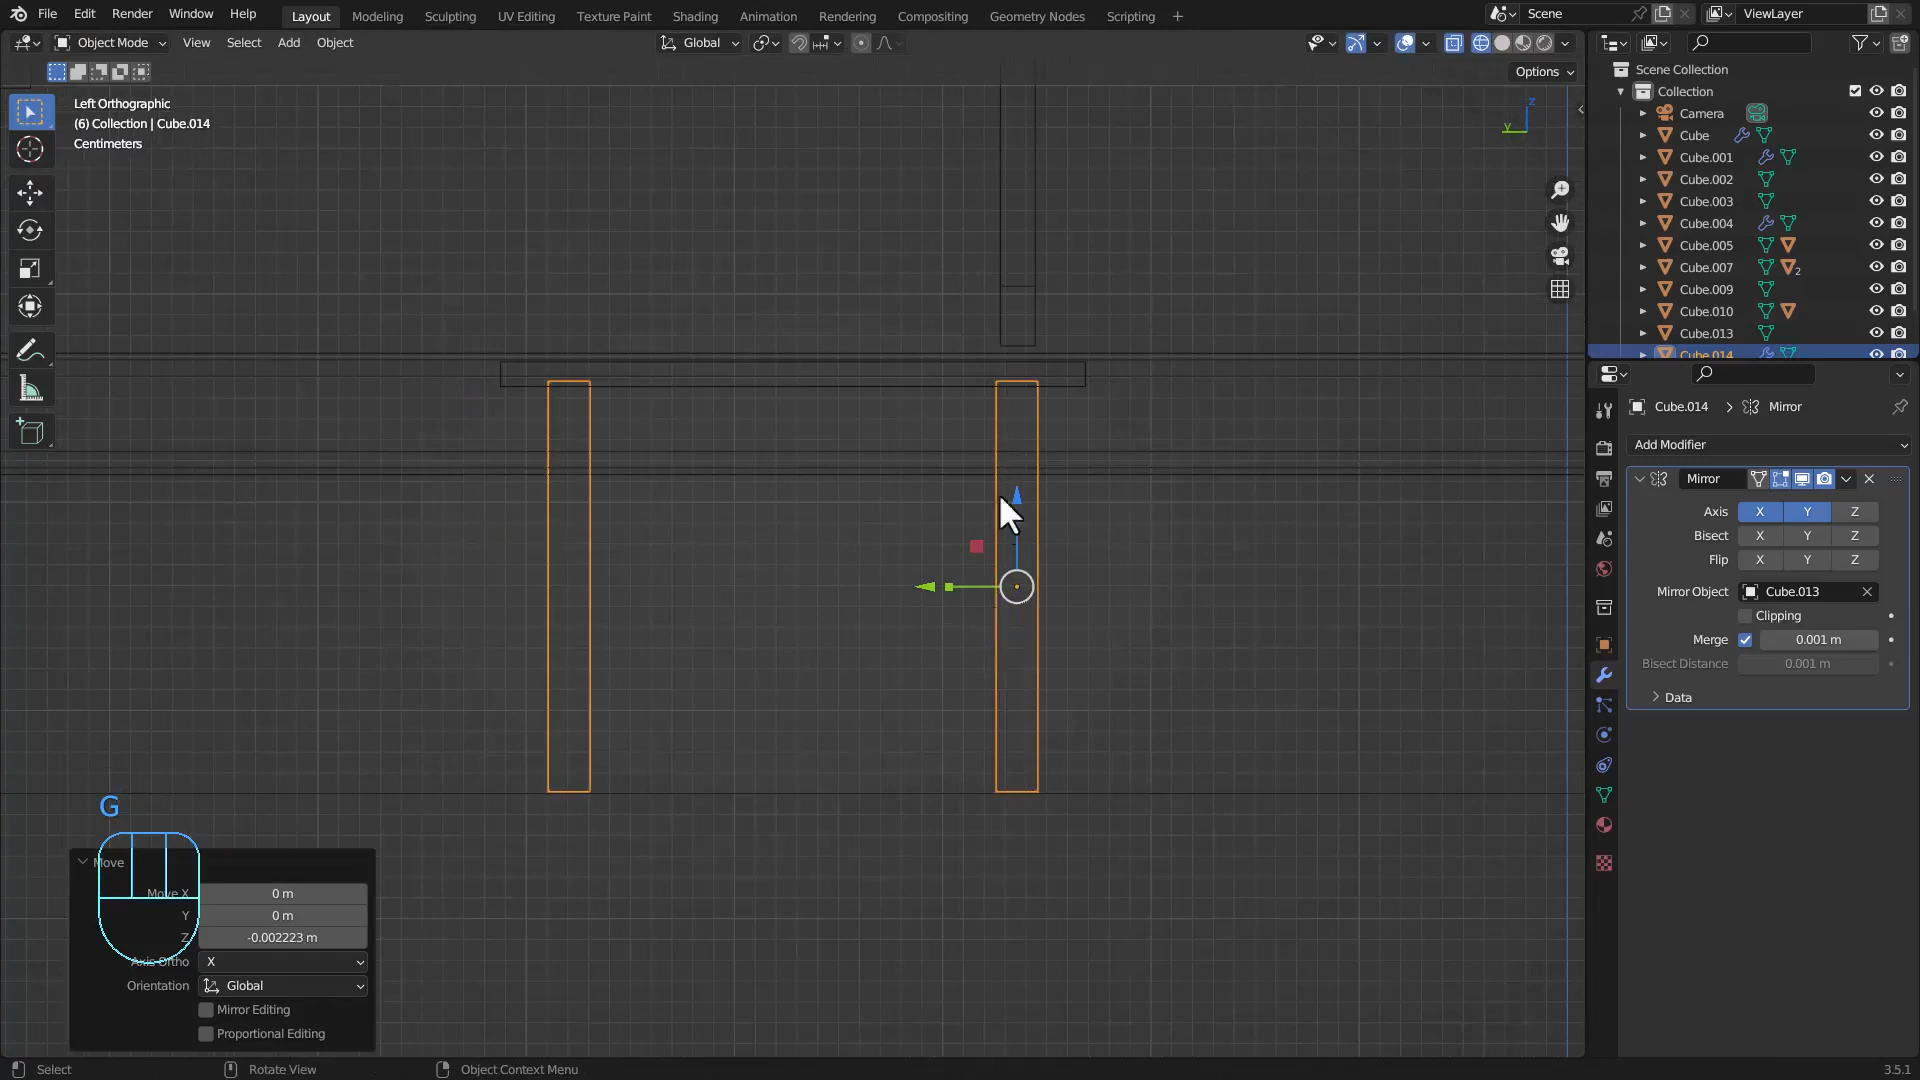 File Edit Render Window Help Layout Modeling Sculpting UV Editing Texture Paint Shading Animation Rendering Compositing Geometry Nodes Scripting + Scene ViewLayer
Object Mode View Select Add Object Global
Options
Left Orthographic
(6) Collection | Cube.014
Centimeters
z
y
Scene Collection
Collection
Camera
Cube
Cube.001
Cube.002
Cube.003
Cube.004
Cube.005
Cube.007 2
Cube.009
Cube.010
Cube.013
Cube.014
Cube.014 > Mirror
Add Modifier
Mirror
Axis X Y Z
Bisect X Y Z
Flip X Y Z
Mirror Object Cube.013
Clipping
Merge 0.001 m
Bisect Distance 0.001 m
Data
G
Move
Move X 0 m
Y 0 m
Z -0.002223 m
Axis Ortho X
Orientation Global
Mirror Editing
Proportional Editing
Select Rotate View Object Context Menu 3.5.1